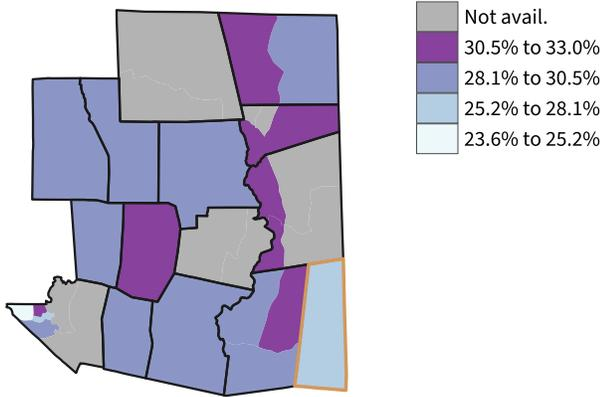 Not avail.
30.5% to 33.0%
28.1% to 30.5%
25.2% to 28.1%
23.6% to 25.2%